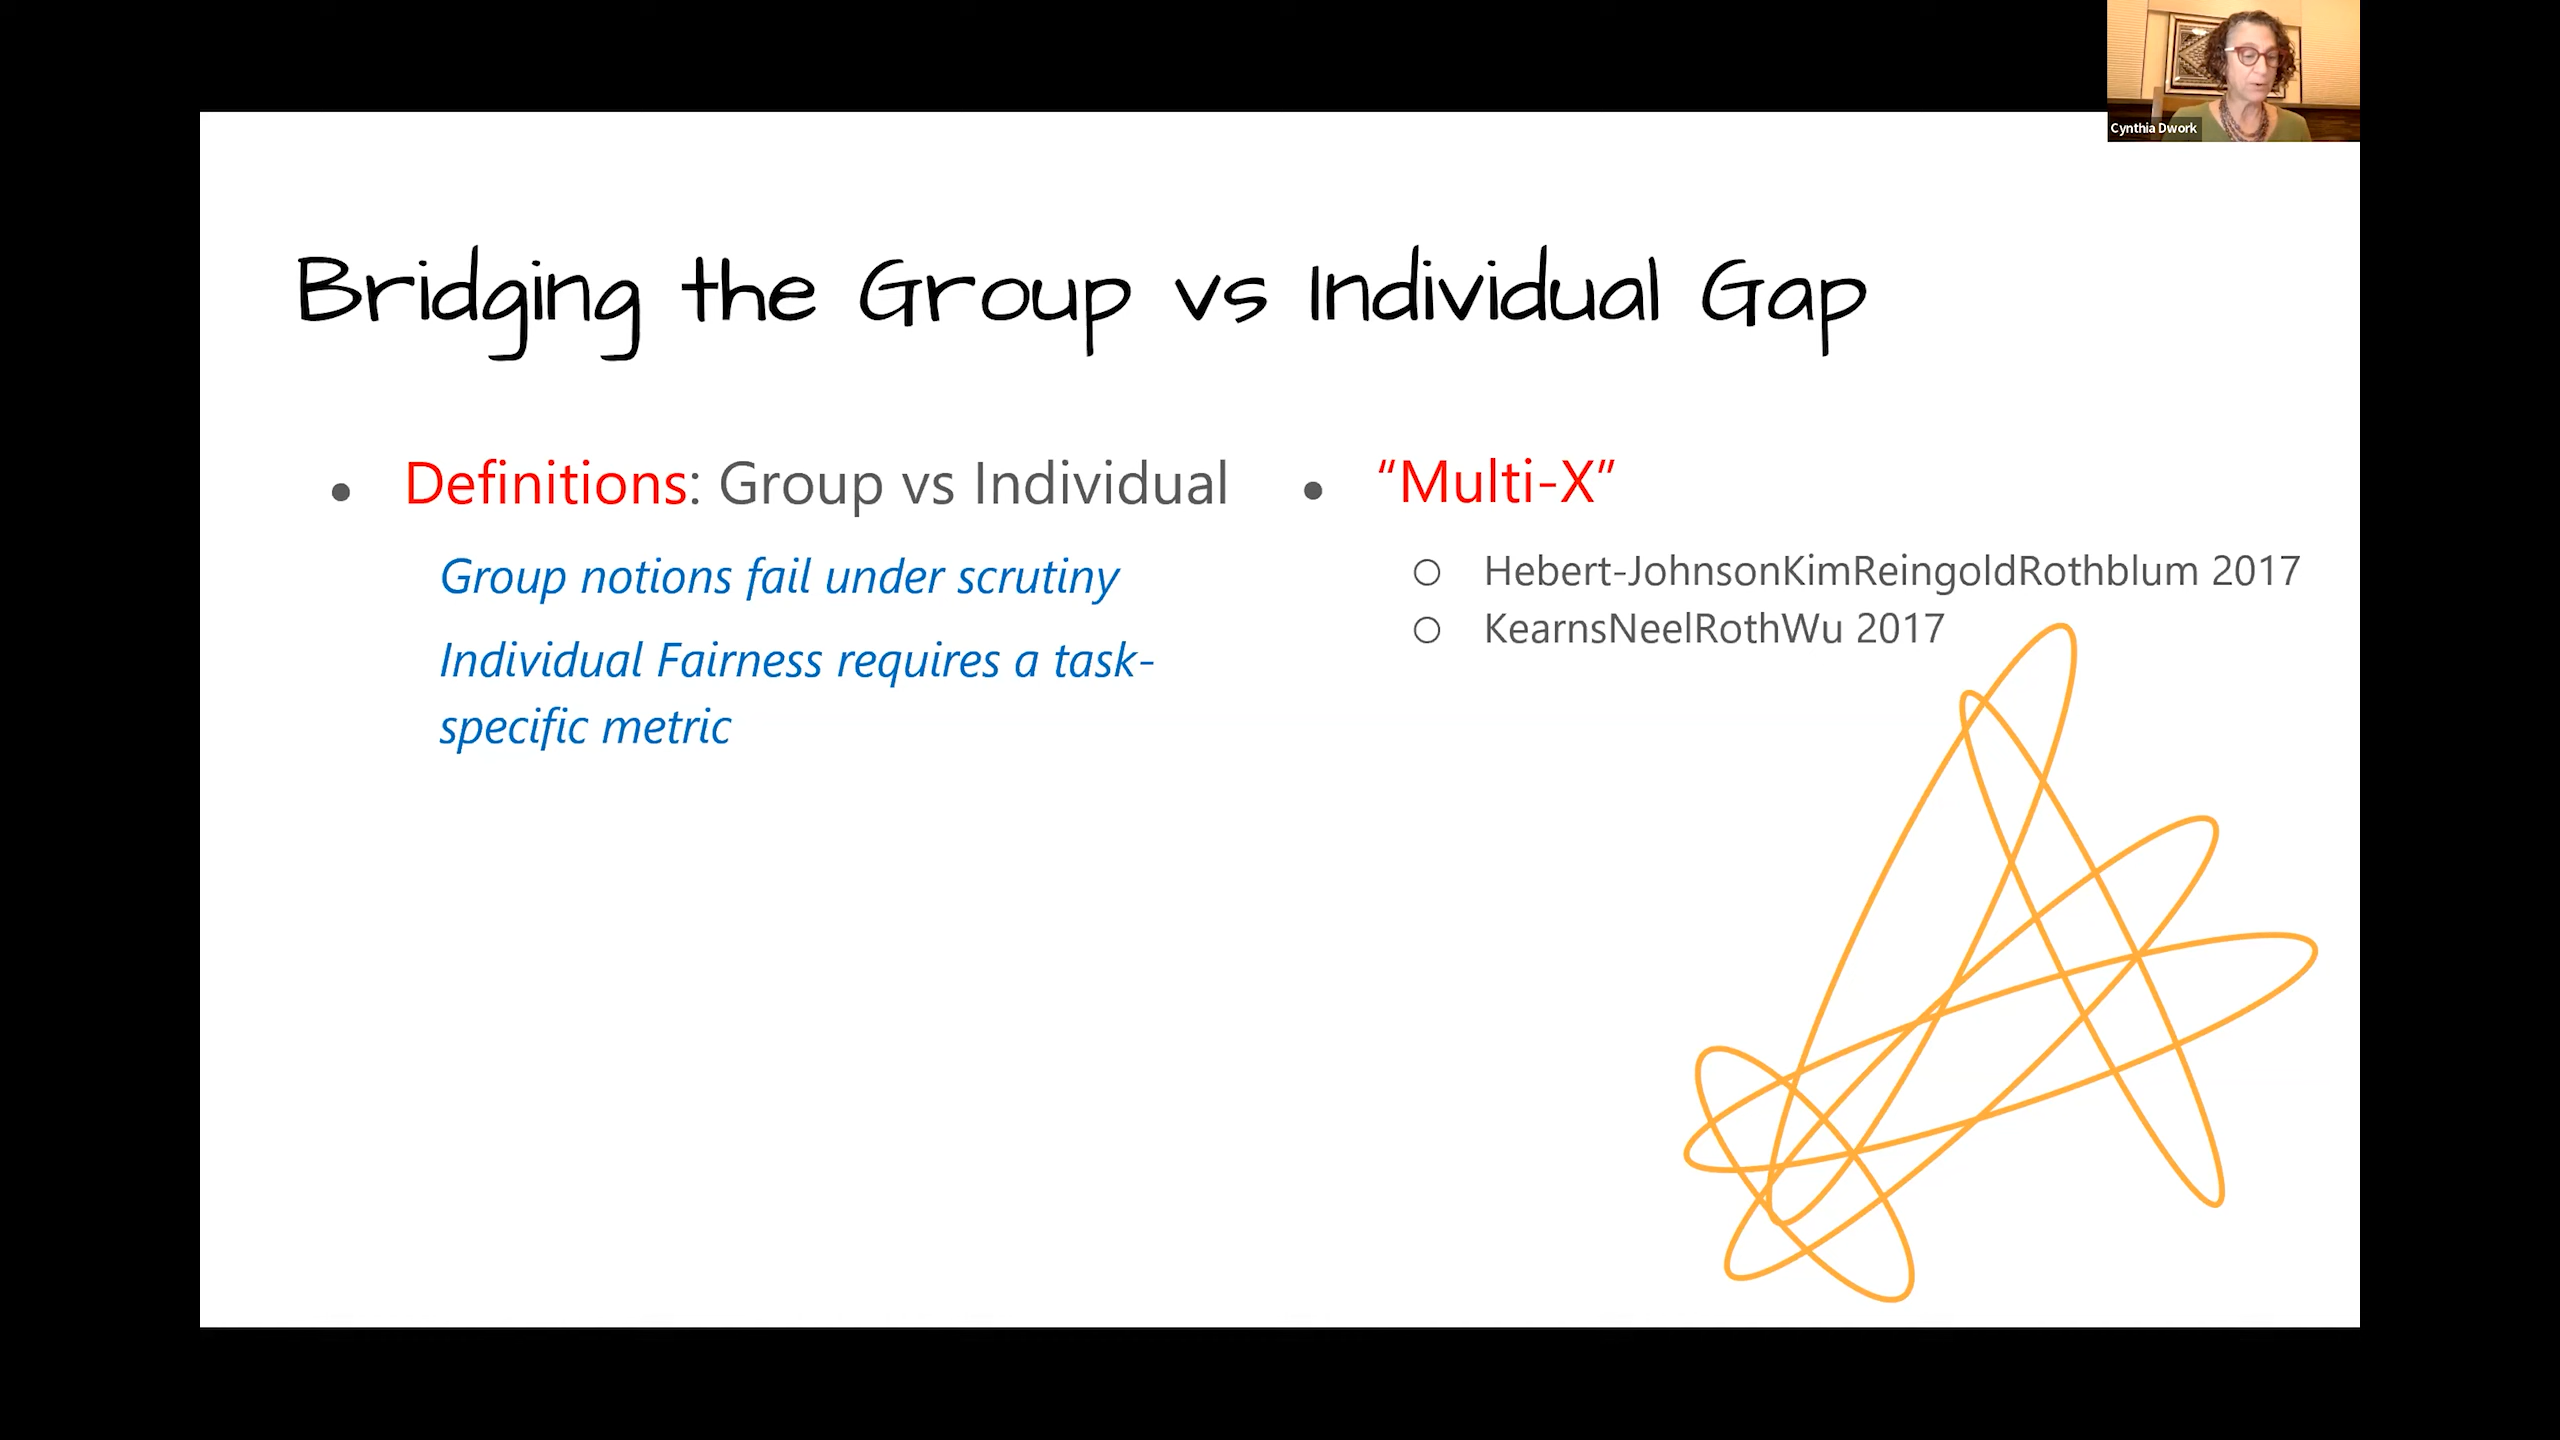 Cynthia Dwork
Bridging the Group vs Individual Gap
• Definitions: Group vs Individual
Group notions fail under scrutiny
Individual Fairness requires a task-
specific metric
• “Multi-X”
○ Hebert-JohnsonKimReingoldRothblum 2017
○ KearnsNeelRothWu 2017